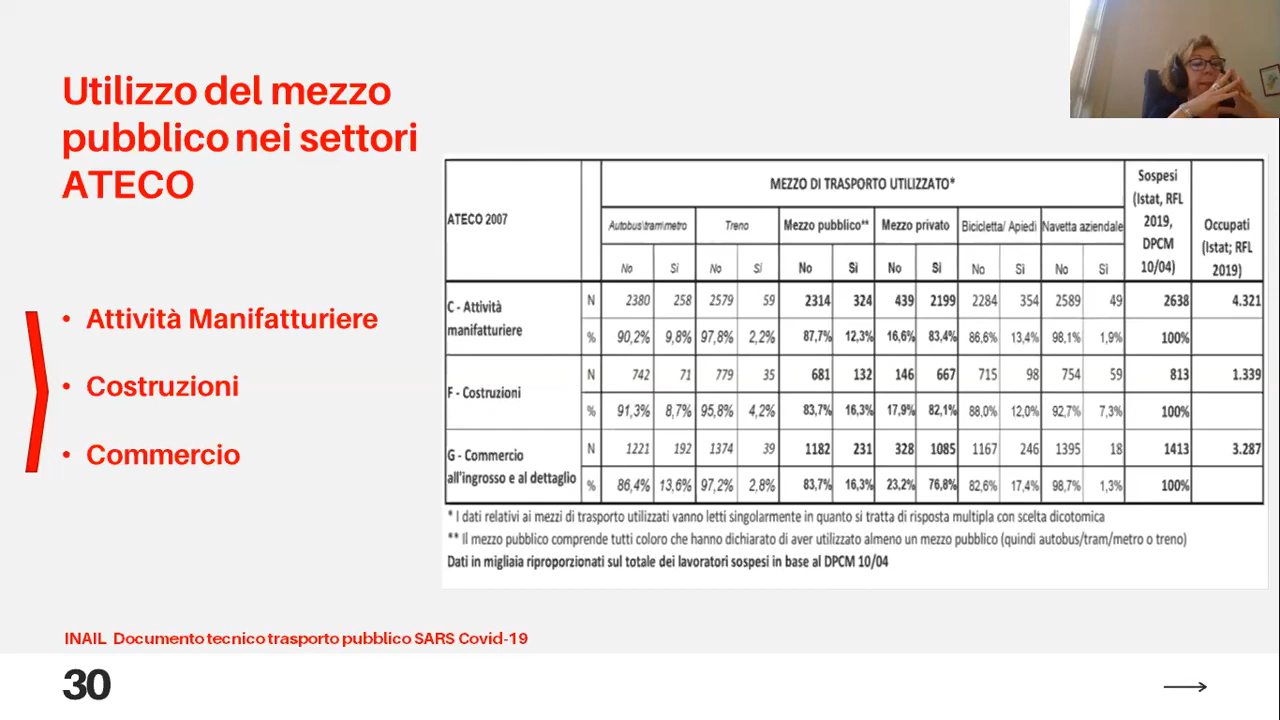 Utilizzo del mezzo
pubblico nei settori
ATECO
• Attività Manifatturiere
• Costruzioni
• Commercio
ATECO 2007
MEZZO DI TRASPORTO UTILIZZATO*
Sospesi
(Istat, RFL
2019,
DPCM
10/04)
Occupati
(Istat; RFL
2019)
Autobus\tram\metro Treno Mezzo pubblico** Mezzo privato Bicicletta/ Apiedi Navetta aziendale
No Sì No Sì No Sì No Sì No Sì No Sì
C - Attività
manifatturiere
N 2380 258 2579 59 2314 324 439 2199 2284 354 2589 49 2638 4.321
% 90,2% 9,8% 97,8% 2,2% 87,7% 12,3% 16,6% 83,4% 86,6% 13,4% 98,1% 1,9% 100%
F - Costruzioni
N 742 71 779 35 681 132 146 667 715 98 754 59 813 1.339
% 91,3% 8,7% 95,8% 4,2% 83,7% 16,3% 17,9% 82,1% 88,0% 12,0% 92,7% 7,3% 100%
G - Commercio
all'ingrosso e al dettaglio
N 1221 192 1374 39 1182 231 328 1085 1167 246 1395 18 1413 3.287
% 86,4% 13,6% 97,2% 2,8% 83,7% 16,3% 23,2% 76,8% 82,6% 17,4% 98,7% 1,3% 100%
* I dati relativi ai mezzi di trasporto utilizzati vanno letti singolarmente in quanto si tratta di risposta multipla con scelta dicotomica
** Il mezzo pubblico comprende tutti coloro che hanno dichiarato di aver utilizzato almeno un mezzo pubblico (quindi autobus/tram/metro o treno)
Dati in migliaia riproporzionati sul totale dei lavoratori sospesi in base al DPCM 10/04
INAIL Documento tecnico trasporto pubblico SARS Covid-19
30